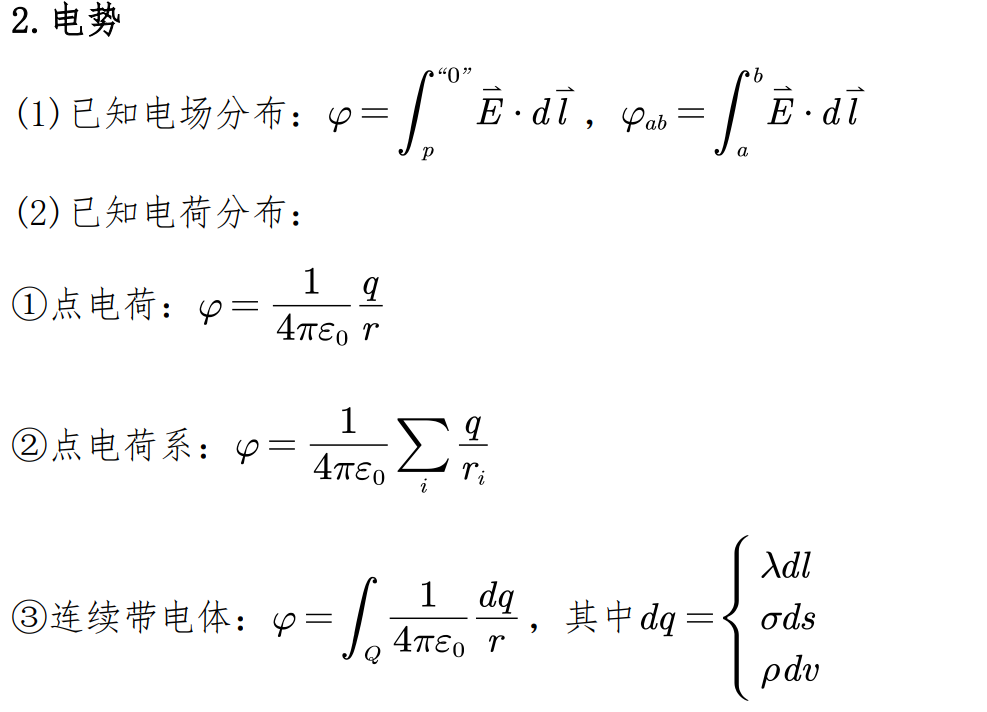 2. 电势
(1)已知电场分布：$\varphi = \int_{p}^{“0”} \vec{E} \cdot d\vec{l}$，$\varphi_{ab} = \int_{a}^{b} \vec{E} \cdot d\vec{l}$
(2)已知电荷分布：
①点电荷：$\varphi = \frac{1}{4\pi\varepsilon_0} \frac{q}{r}$
②点电荷系：$\varphi = \frac{1}{4\pi\varepsilon_0} \sum_{i} \frac{q}{r_i}$
③连续带电体：$\varphi = \int_{Q} \frac{1}{4\pi\varepsilon_0} \frac{dq}{r}$，其中$dq = \begin{cases} \lambda dl \\ \sigma ds \\ \rho dv \end{cases}$